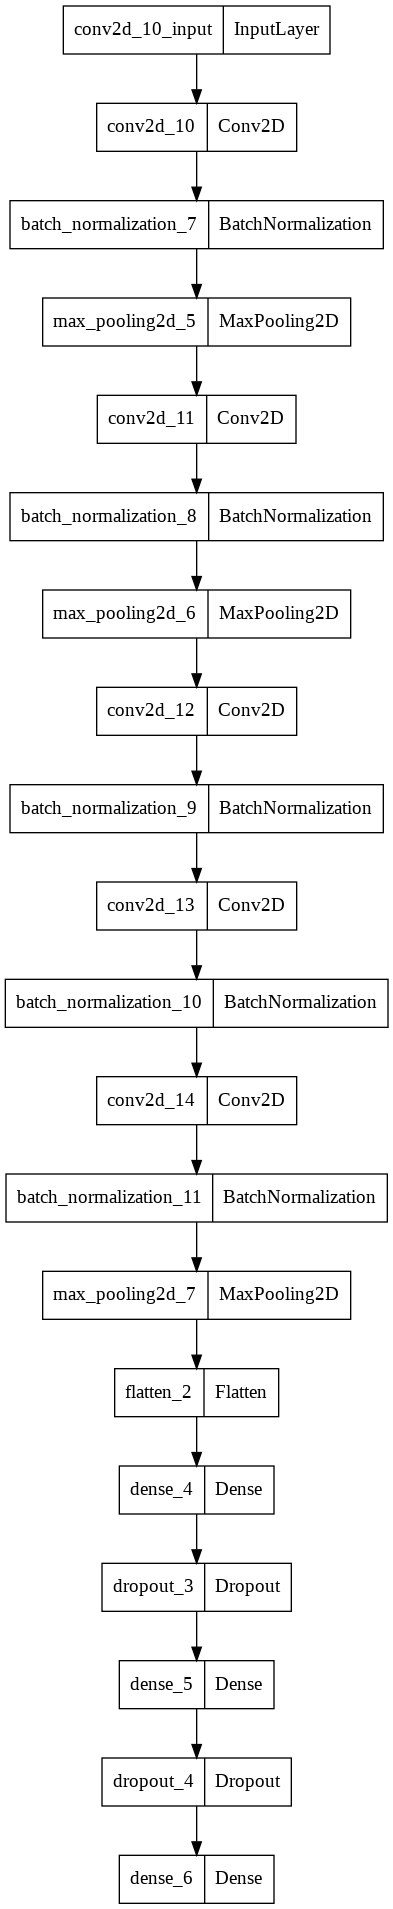 conv2d_10_input InputLayer
conv2d_10 Conv2D
batch_normalization_7 BatchNormalization
max_pooling2d_5 MaxPooling2D
conv2d_11 Conv2D
batch_normalization_8 BatchNormalization
max_pooling2d_6 MaxPooling2D
conv2d_12 Conv2D
batch_normalization_9 BatchNormalization
conv2d_13 Conv2D
batch_normalization_10 BatchNormalization
conv2d_14 Conv2D
batch_normalization_11 BatchNormalization
max_pooling2d_7 MaxPooling2D
flatten_2 Flatten
dense_4 Dense
dropout_3 Dropout
dense_5 Dense
dropout_4 Dropout
dense_6 Dense